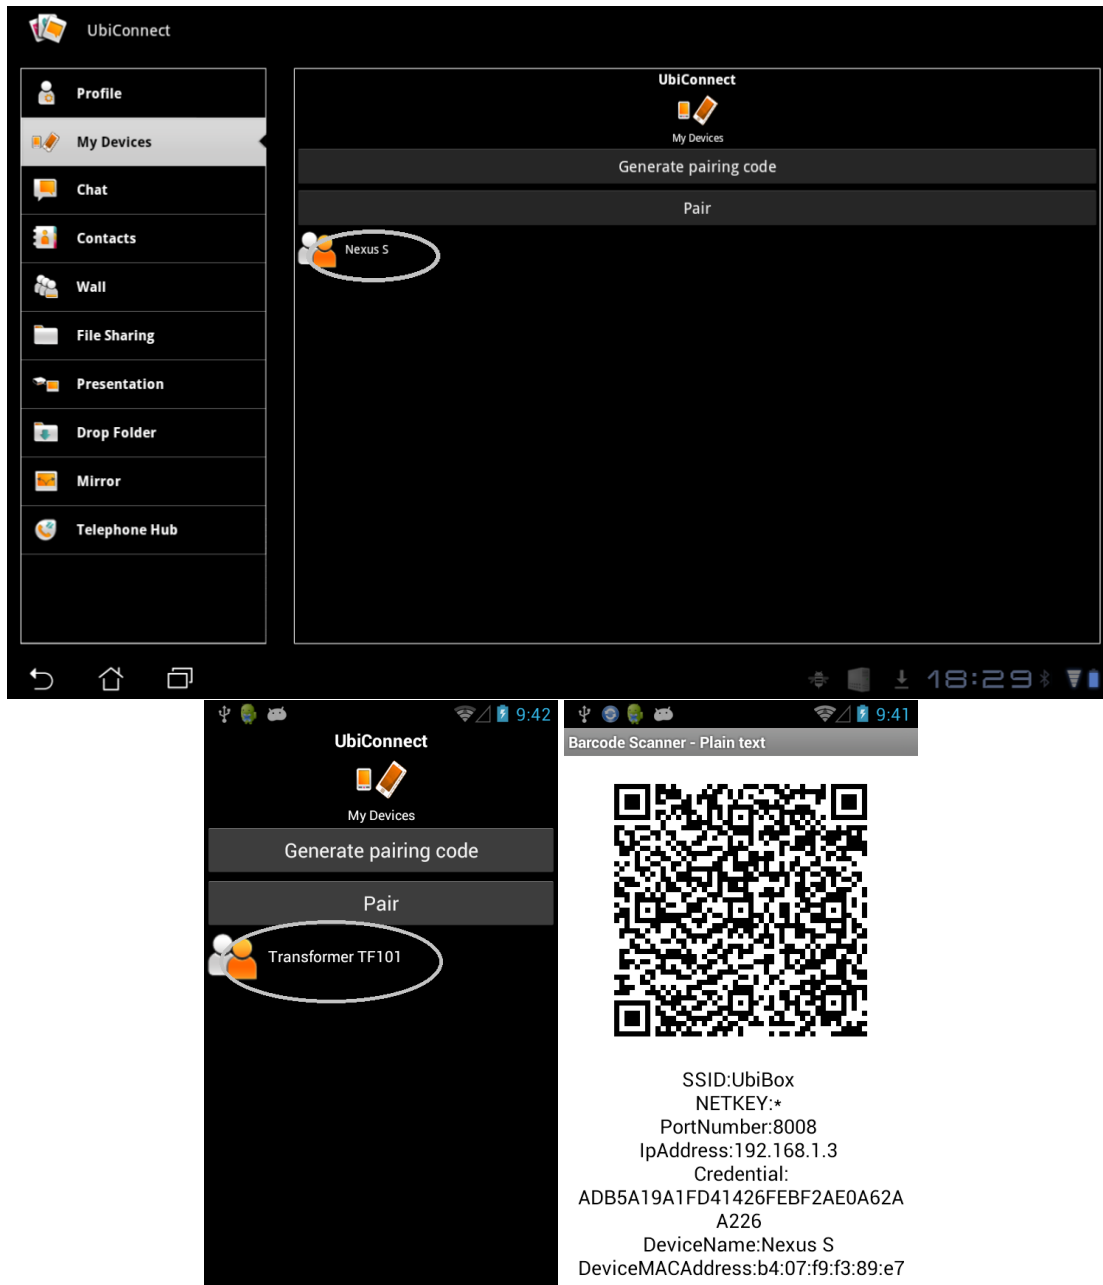 UbiConnect
Profile
My Devices
Chat
Contacts
Wall
File Sharing
Presentation
Drop Folder
Mirror
Telephone Hub
UbiConnect
My Devices
Generate pairing code
Pair
Nexus S
18:29
9:42
UbiConnect
My Devices
Generate pairing code
Pair
Transformer TF101
9:41
Barcode Scanner - Plain text
SSID:UbiBox
NETKEY:*
PortNumber:8008
IpAddress:192.168.1.3
Credential:
ADB5A19A1FD41426FEBF2AE0A62A
A226
DeviceName:Nexus S
DeviceMACAddress:b4:07:f9:f3:89:e7